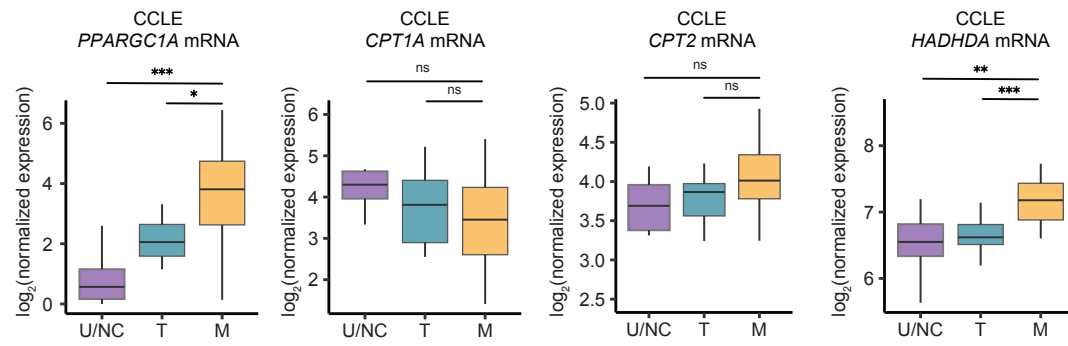 CCLE
PPARGC1A mRNA
***
*
log₂(normalized expression)
6
4
2
0
U/NC T M
CCLE
CPT1A mRNA
ns
ns
log₂(normalized expression)
6
5
4
3
2
U/NC T M
CCLE
CPT2 mRNA
ns
ns
log₂(normalized expression)
5.0
4.5
4.0
3.5
3.0
2.5
U/NC T M
CCLE
HADHDA mRNA
**
***
log₂(normalized expression)
8
7
6
U/NC T M